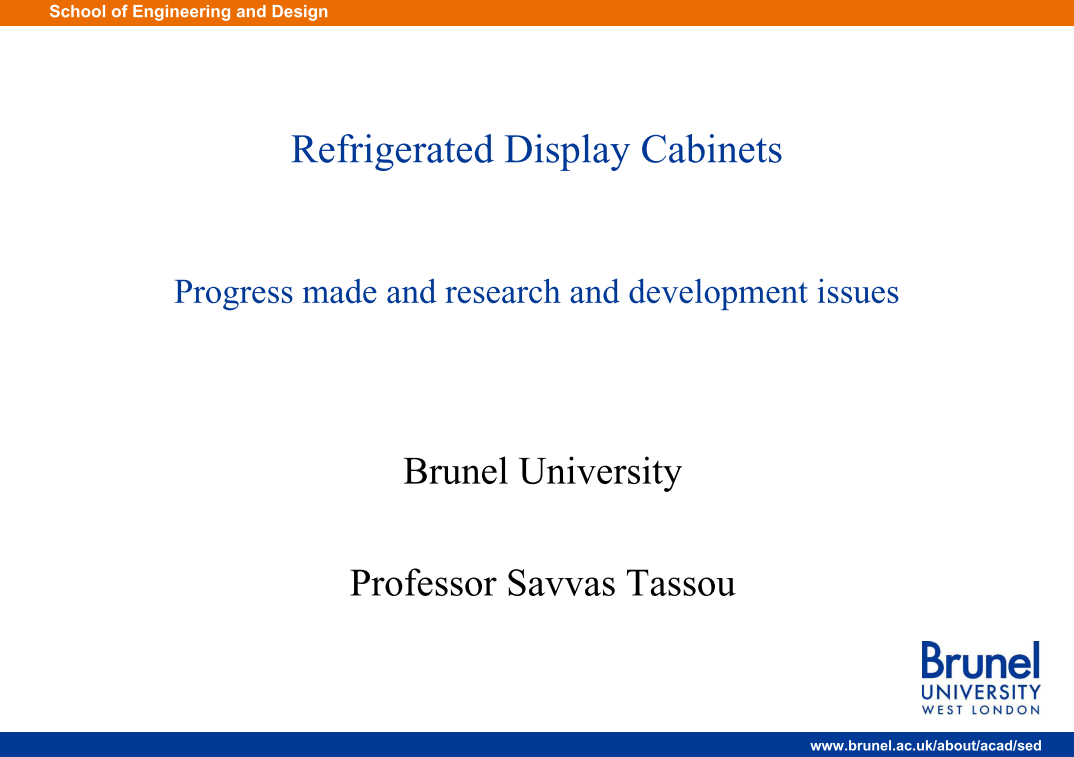 School of Engineering and Design
Refrigerated Display Cabinets
Progress made and research and development issues
Brunel University
Professor Savvas Tassou
Brunel
UNIVERSITY
WEST LONDON
www.brunel.ac.uk/about/acad/sed